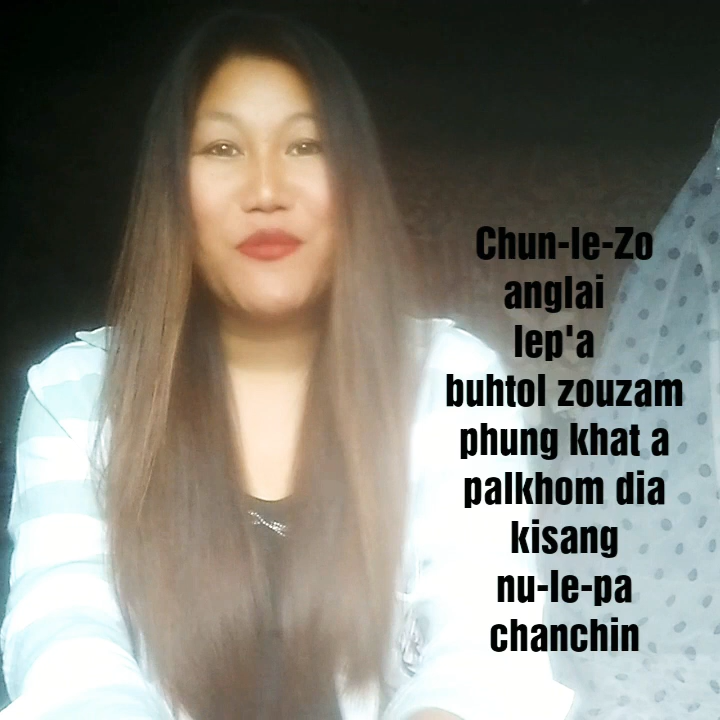 Chun-le-Zo
anglai
lep'a
buhtol zouzam
phung khat a
palkhom dia
kisang
nu-le-pa
chanchin